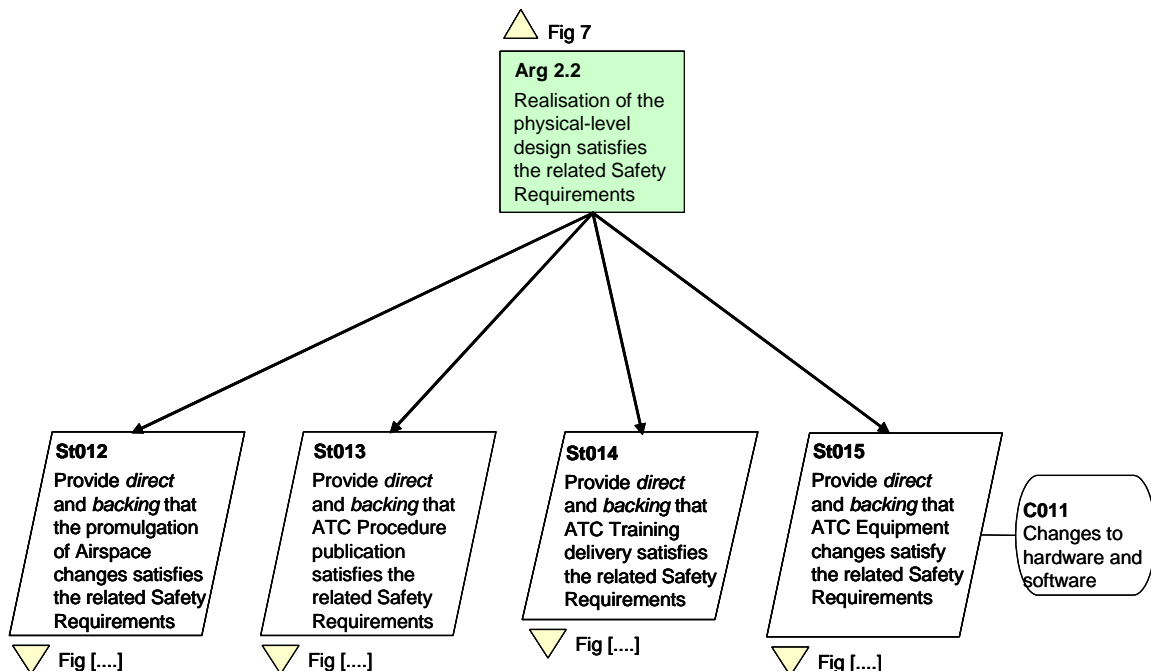 Fig 7
Arg 2.2
Realisation of the
physical-level
design satisfies
the related Safety
Requirements
St012
Provide direct
and backing that
the promulgation
of Airspace
changes satisfies
the related Safety
Requirements
Fig [....]
St013
Provide direct
and backing that
ATC Procedure
publication
satisfies the
related Safety
Requirements
Fig [....]
St014
Provide direct
and backing that
ATC Training
delivery satisfies
the related Safety
Requirements
Fig [....]
St015
Provide direct
and backing that
ATC Equipment
changes satisfy
the related Safety
Requirements
Fig [....]
C011
Changes to
hardware and
software